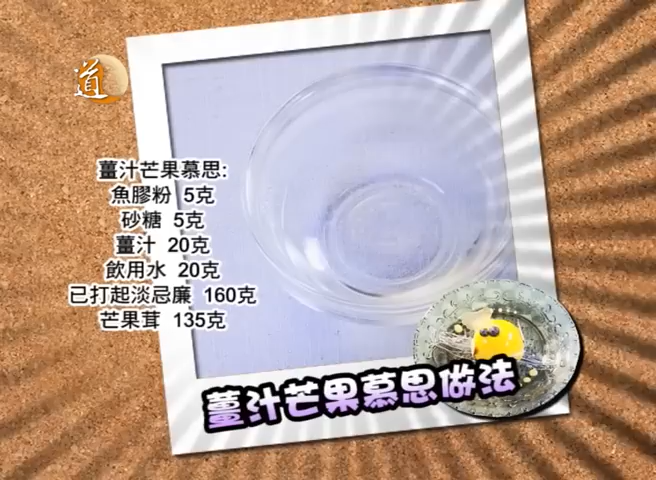 道
薑汁芒果慕思:
魚膠粉 5克
砂糖 5克
薑汁 20克
飲用水 20克
已打起淡忌廉 160克
芒果茸 135克
薑汁芒果慕思做法